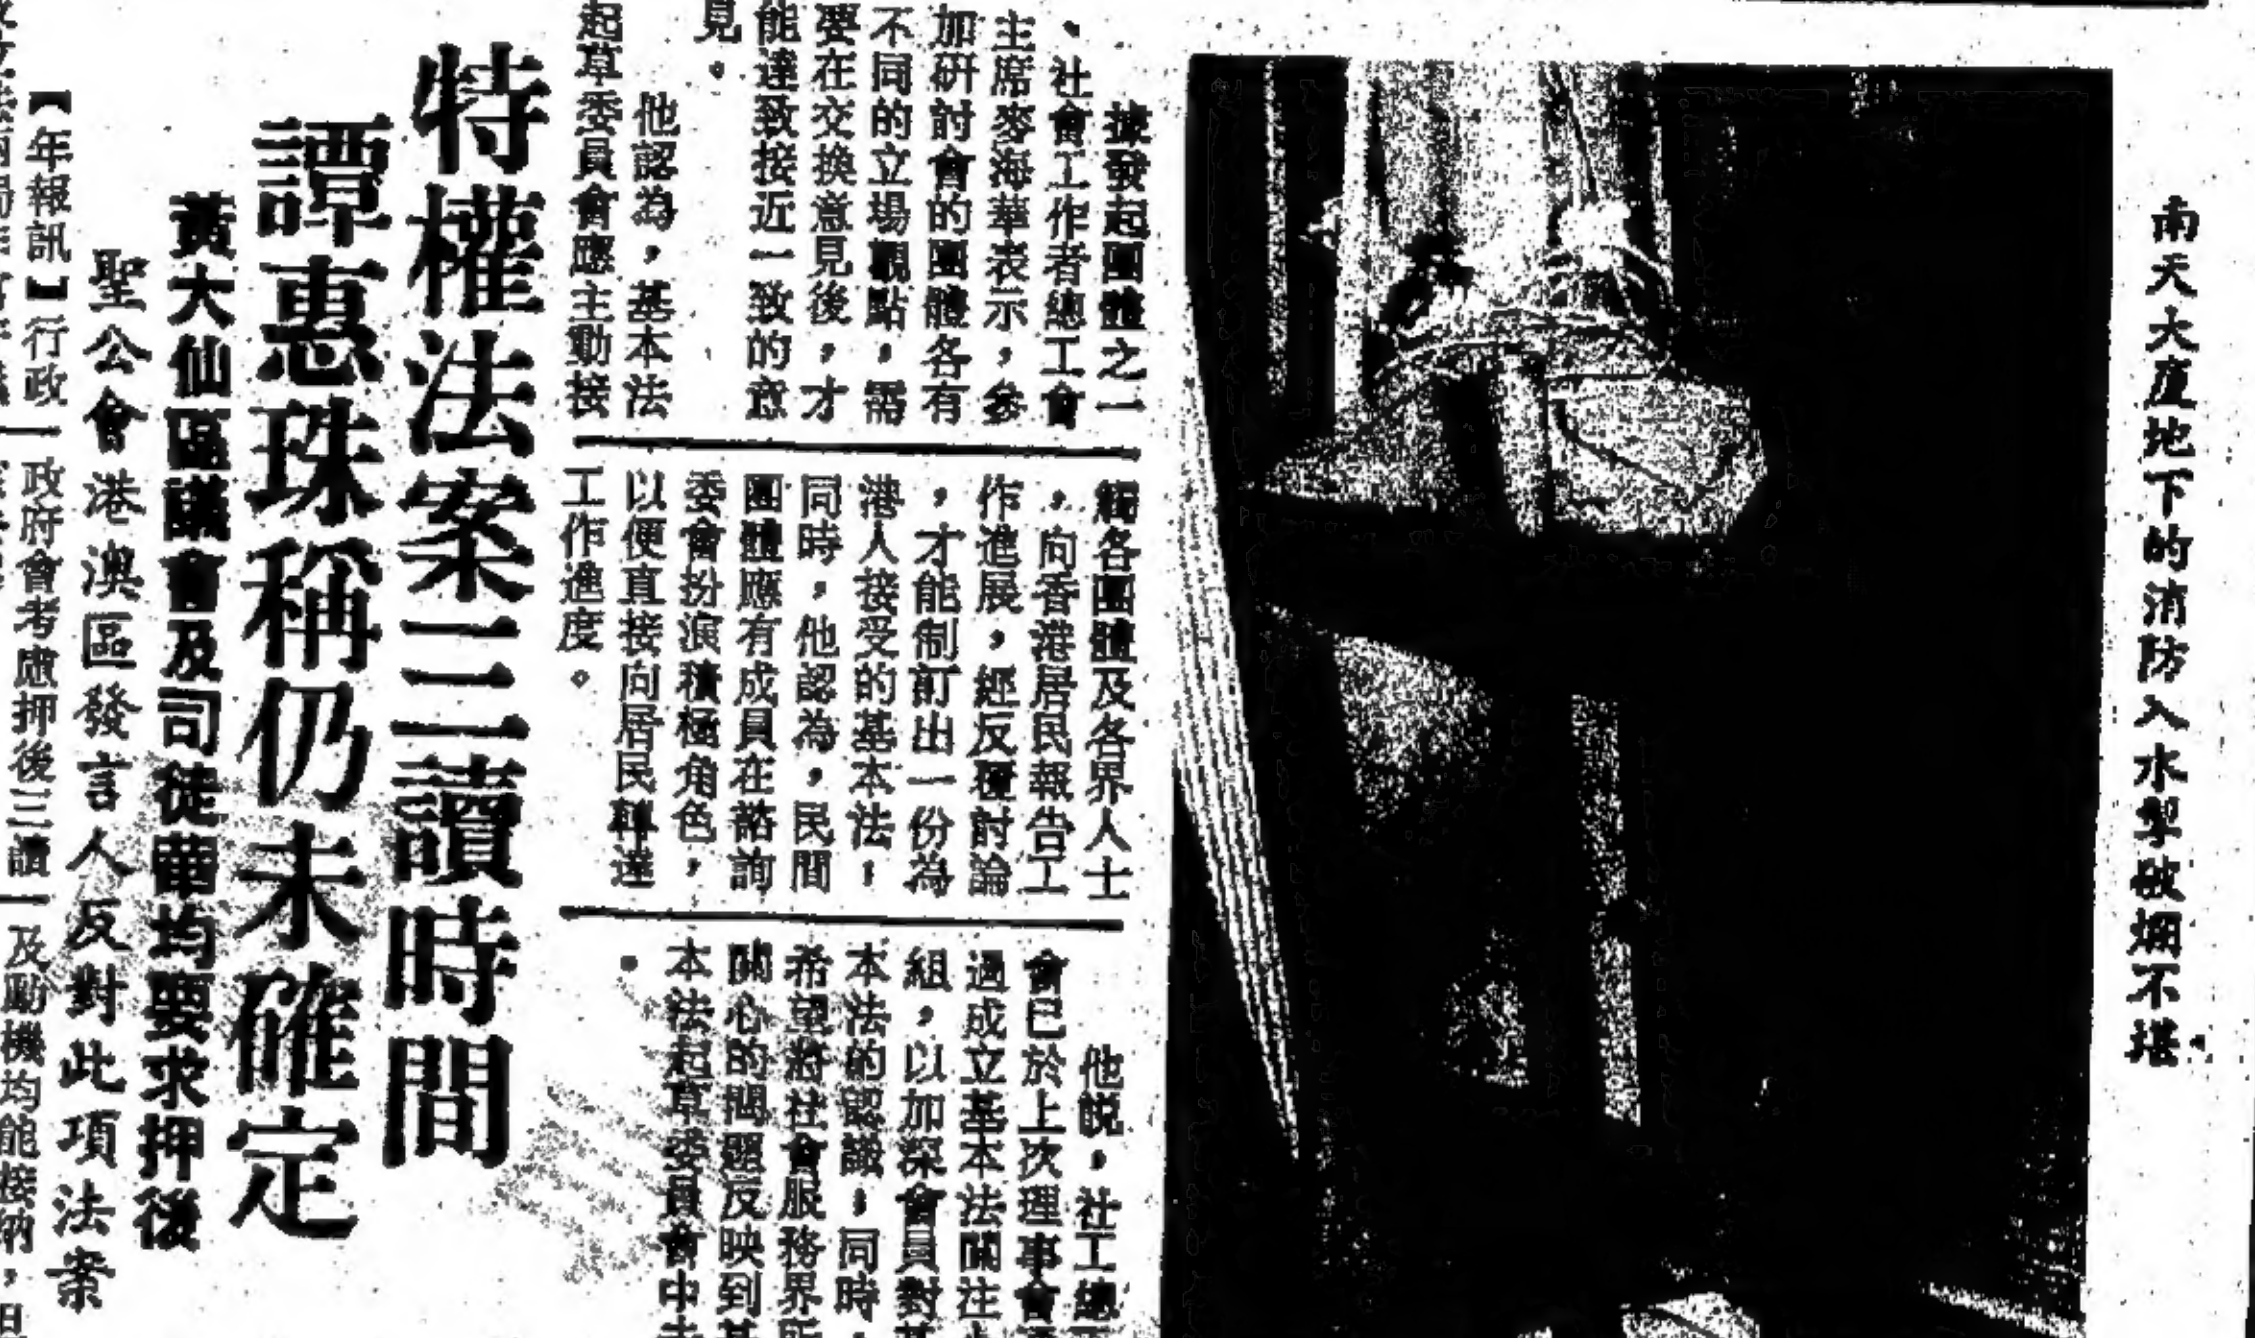 南天大廈地下的消防入水掣破爛不堪。
據發起團體之一
、社會工作者總工會
主席麥海華表示，參
加研討會的團體各有
不同的立場觀點，需
要在交換意見後，才
能達致接近一致的意
見。
他認為，基本法
起草委員會應主動接
觸各團體及各界人士
，向香港居民報告工
作進展，經反覆討論
，才能制訂出一份為
港人接受的基本法；
同時，他認為，民間
團體應有成員在諮詢
委會扮演積極角色，
以便直接向居民轉達
工作進度。
他說，社工總
會已於上次理事會
過成立基本法關注
組，以加深會員對
本法的認識；同時
希望將社會服務界所
關心的問題反映到
本法起草委員會中
。
特權法案三讀時間
譚惠珠稱仍未確定
黃大仙區議會及司徒華均要求押後
聖公會港澳區發言人反對此項法案
【年報訊】行政
政府會考慮押後三讀
及勵機均能接納，